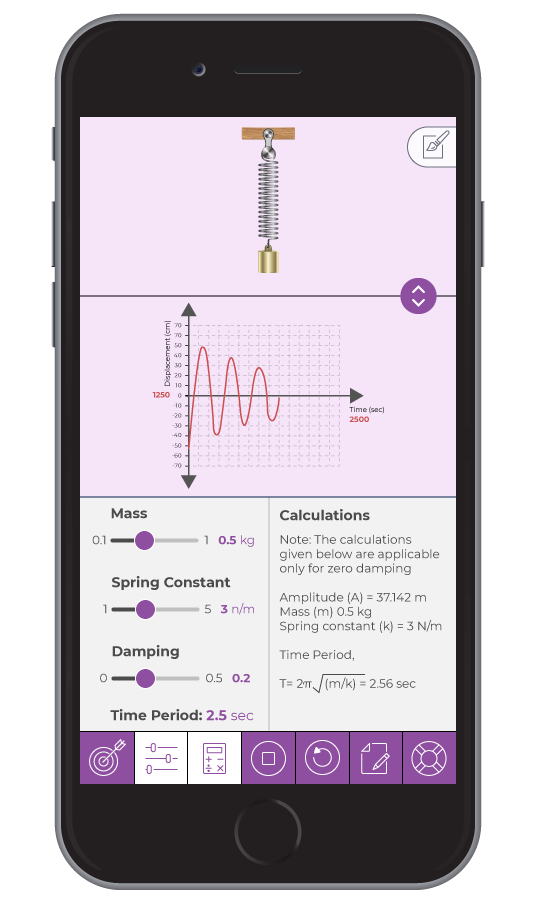 Displacement (cm)
70
70
50
40
30
20
10
0
-10
-20
-30
-40
-50
-60
-70
1250
Time (sec)
2500
Mass
0.1 1 0.5 kg
Spring Constant
1 5 3 n/m
Damping
0 0.5 0.2
Time Period: 2.5 sec
Calculations
Note: The calculations
given below are applicable
only for zero damping
Amplitude (A) = 37.142 m
Mass (m) 0.5 kg
Spring constant (k) = 3 N/m
Time Period,
T= 2π√(m/k) = 2.56 sec